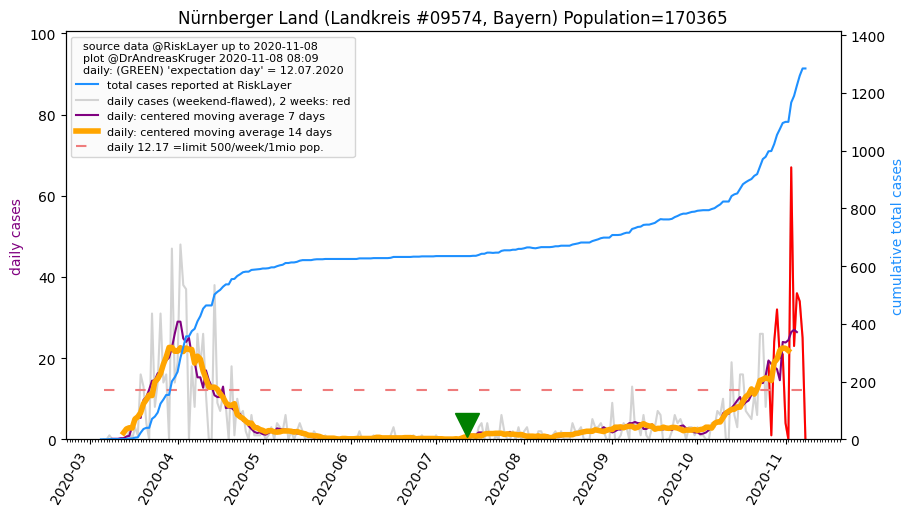 Nürnberger Land (Landkreis #09574, Bayern) Population=170365
source data @RiskLayer up to 2020-11-08
plot @DrAndreasKruger 2020-11-08 08:09
daily: (GREEN) 'expectation day' = 12.07.2020
total cases reported at RiskLayer
daily cases (weekend-flawed), 2 weeks: red
daily: centered moving average 7 days
daily: centered moving average 14 days
daily 12.17 =limit 500/week/1mio pop.
daily cases
100
80
60
40
20
0
cumulative total cases
1400
1200
1000
800
600
400
200
0
2020-03
2020-04
2020-05
2020-06
2020-07
2020-08
2020-09
2020-10
2020-11